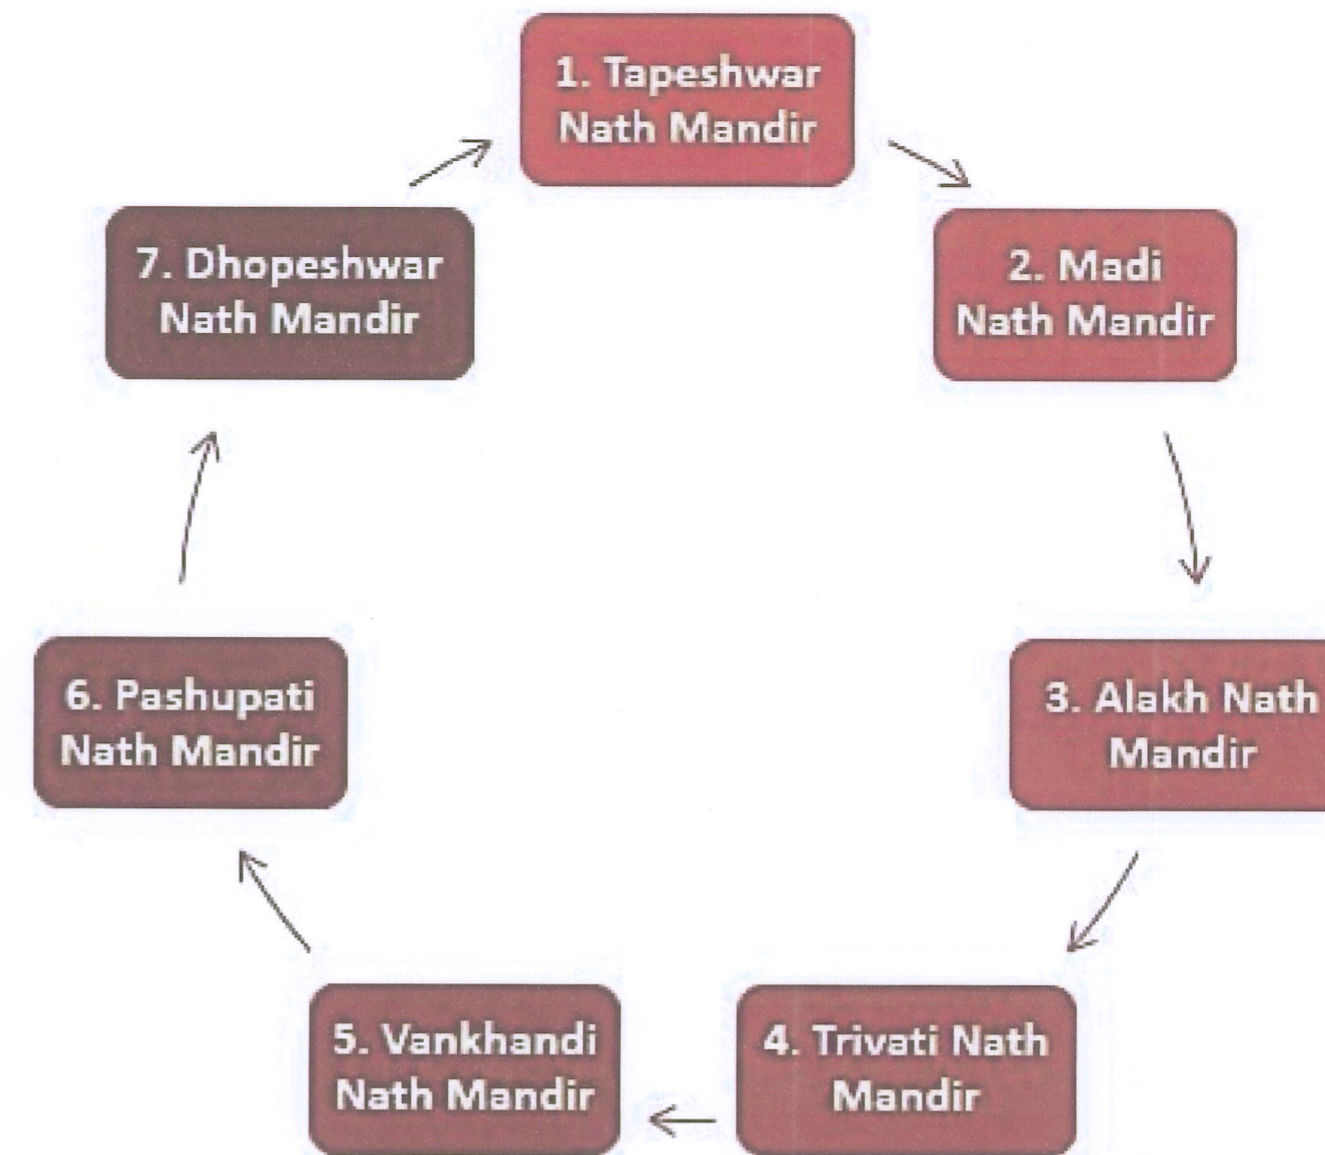 1. Tapeshwar
Nath Mandir
2. Madi
Nath Mandir
3. Alakh Nath
Mandir
4. Trivati Nath
Mandir
5. Vankhandi
Nath Mandir
6. Pashupati
Nath Mandir
7. Dhopeshwar
Nath Mandir